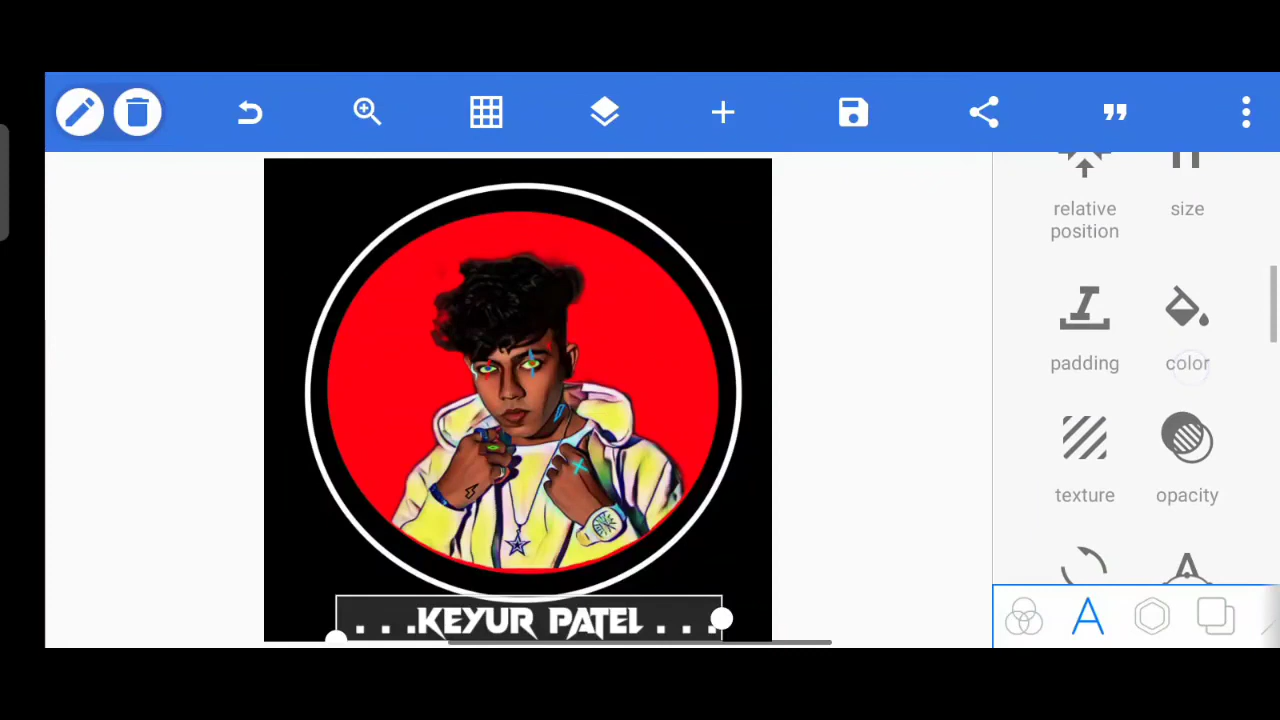 relative
position
size
padding
color
texture
opacity
. . .KEYUR PATEL . . .